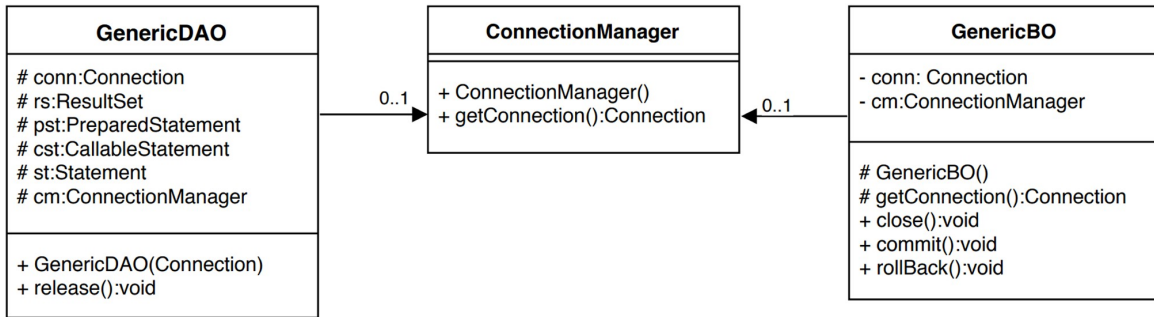 GenericDAO
# conn:Connection
# rs:ResultSet
# pst:PreparedStatement
# cst:CallableStatement
# st:Statement
# cm:ConnectionManager
+ GenericDAO(Connection)
+ release():void
0..1
ConnectionManager
+ ConnectionManager()
+ getConnection():Connection
0..1
GenericBO
- conn: Connection
- cm:ConnectionManager
# GenericBO()
# getConnection():Connection
+ close():void
+ commit():void
+ rollBack():void